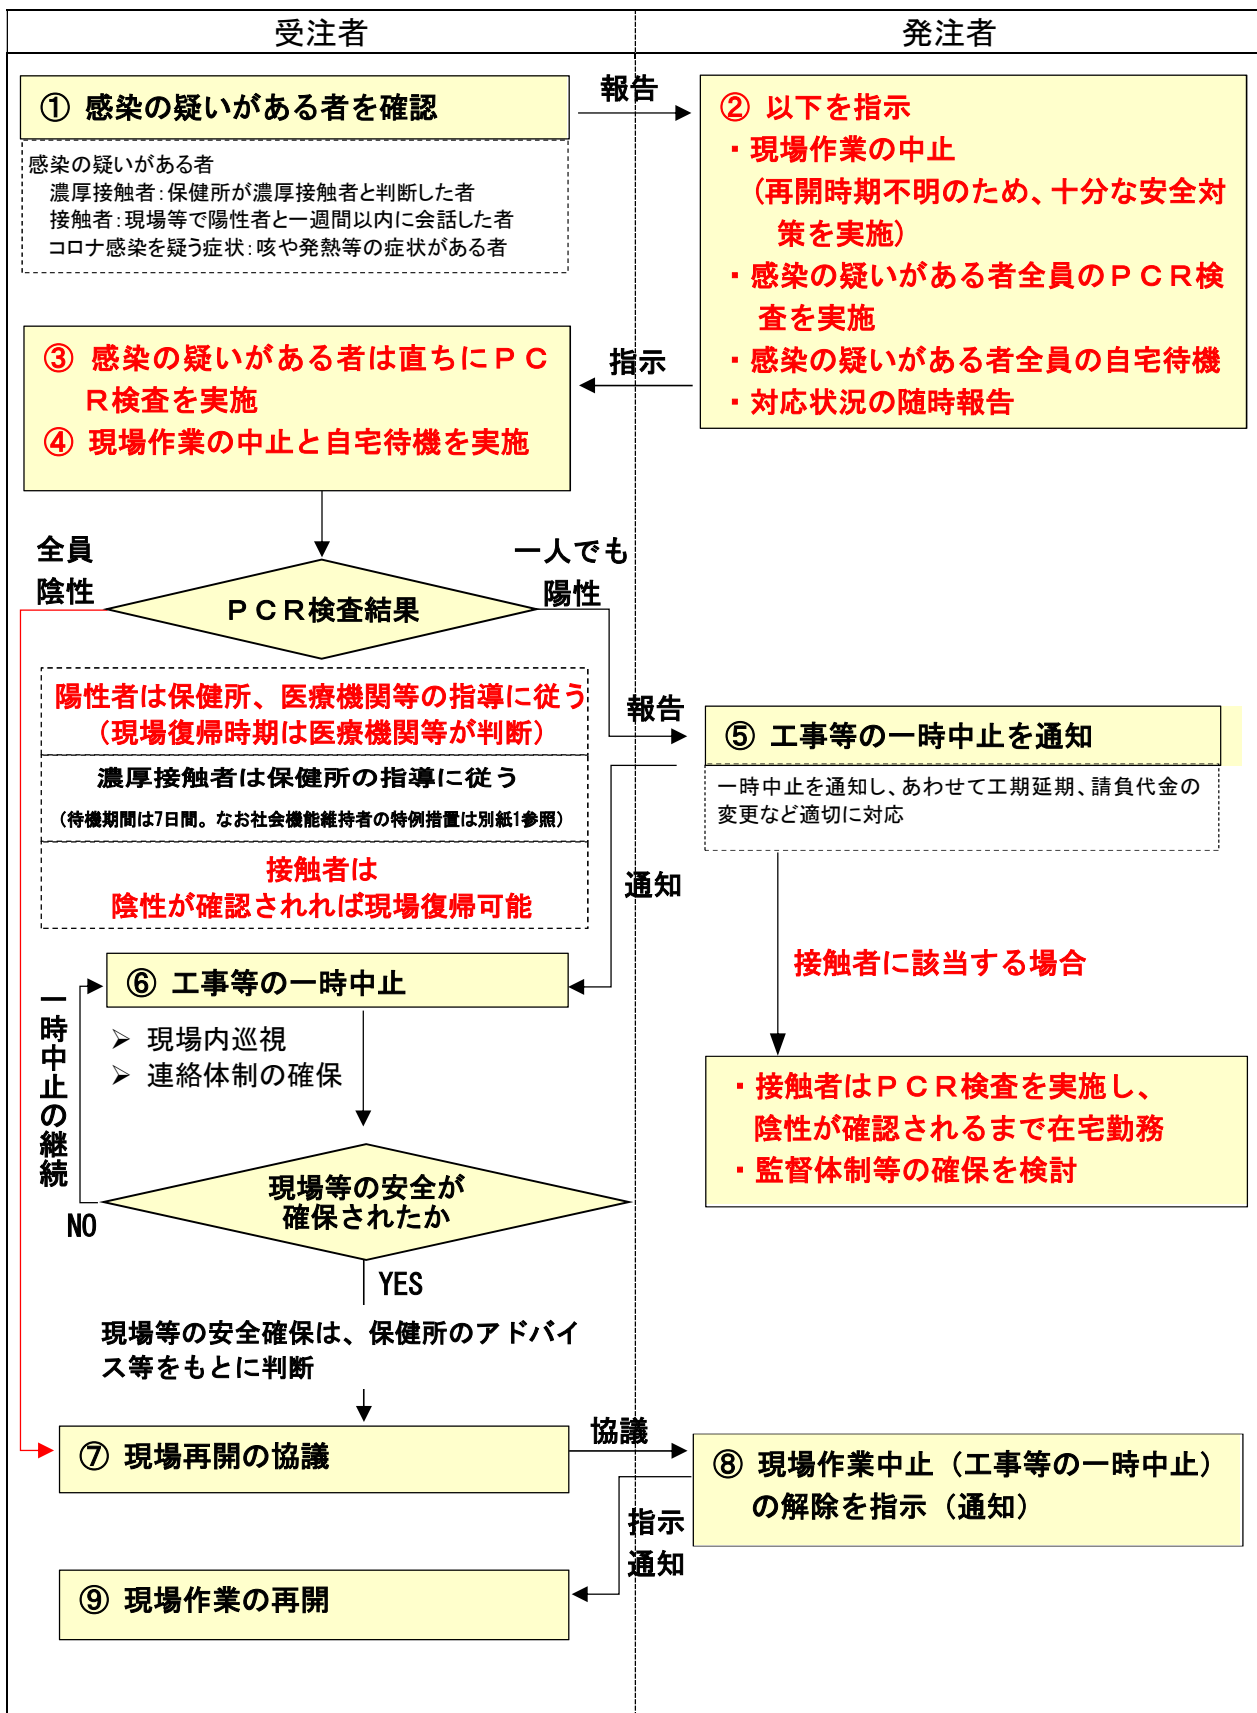 受注者
発注者
① 感染の疑いがある者を確認
報告
感染の疑いがある者
濃厚接触者：保健所が濃厚接触者と判断した者
接触者：現場等で陽性者と一週間以内に会話した者
コロナ感染を疑う症状：咳や発熱等の症状がある者
② 以下を指示
・現場作業の中止
（再開時期不明のため、十分な安全対
策を実施）
・感染の疑いがある者全員のＰＣＲ検
査を実施
・感染の疑いがある者全員の自宅待機
・対応状況の随時報告
指示
③ 感染の疑いがある者は直ちにＰＣ
Ｒ検査を実施
④ 現場作業の中止と自宅待機を実施
全員
陰性
一人でも
陽性
ＰＣＲ検査結果
陽性者は保健所、医療機関等の指導に従う
（現場復帰時期は医療機関等が判断）
濃厚接触者は保健所の指導に従う
（待機期間は7日間。なお社会機能維持者の特例措置は別紙1参照）
接触者は
陰性が確認されれば現場復帰可能
報告
⑤ 工事等の一時中止を通知
一時中止を通知し、あわせて工期延期、請負代金の
変更など適切に対応
通知
接触者に該当する場合
・接触者はＰＣＲ検査を実施し、
陰性が確認されるまで在宅勤務
・監督体制等の確保を検討
⑥ 工事等の一時中止
➢ 現場内巡視
➢ 連絡体制の確保
一時中止の継続
現場等の安全が
確保されたか
NO
YES
現場等の安全確保は、保健所のアドバイ
ス等をもとに判断
⑦ 現場再開の協議
協議
⑧ 現場作業中止（工事等の一時中止）
の解除を指示（通知）
指示
通知
⑨ 現場作業の再開